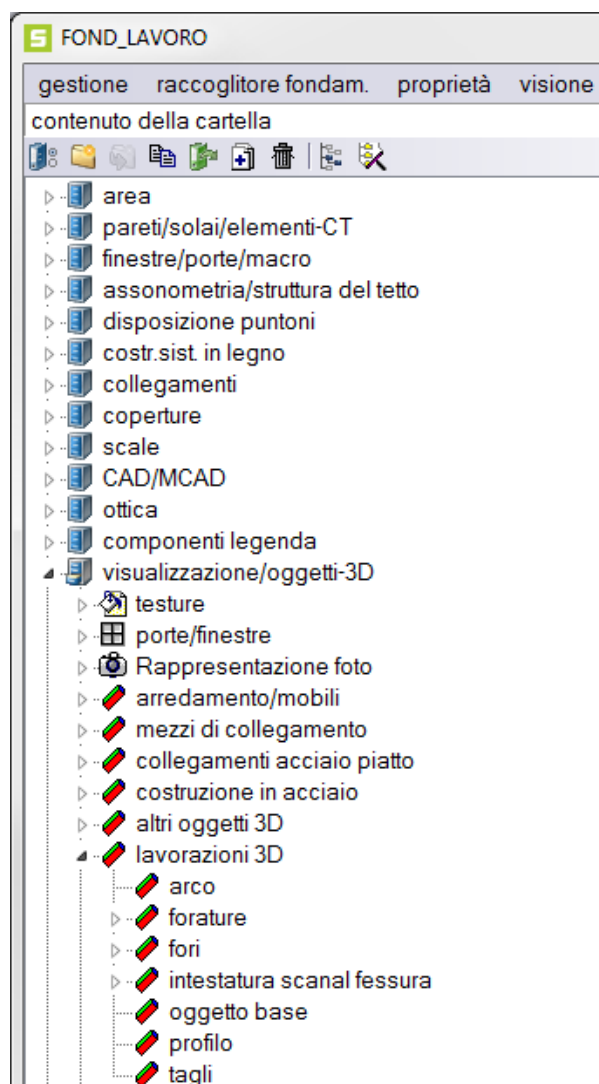 FOND_LAVORO
gestione raccoglitore fondam. proprietà visione
contenuto della cartella
area
pareti/solai/elementi-CT
finestre/porte/macro
assonometria/struttura del tetto
disposizione puntoni
costr.sist. in legno
collegamenti
coperture
scale
CAD/MCAD
ottica
componenti legenda
visualizzazione/oggetti-3D
testure
porte/finestre
Rappresentazione foto
arredamento/mobili
mezzi di collegamento
collegamenti acciaio piatto
costruzione in acciaio
altri oggetti 3D
lavorazioni 3D
arco
forature
fori
intestatura scanal fessura
oggetto base
profilo
tagli